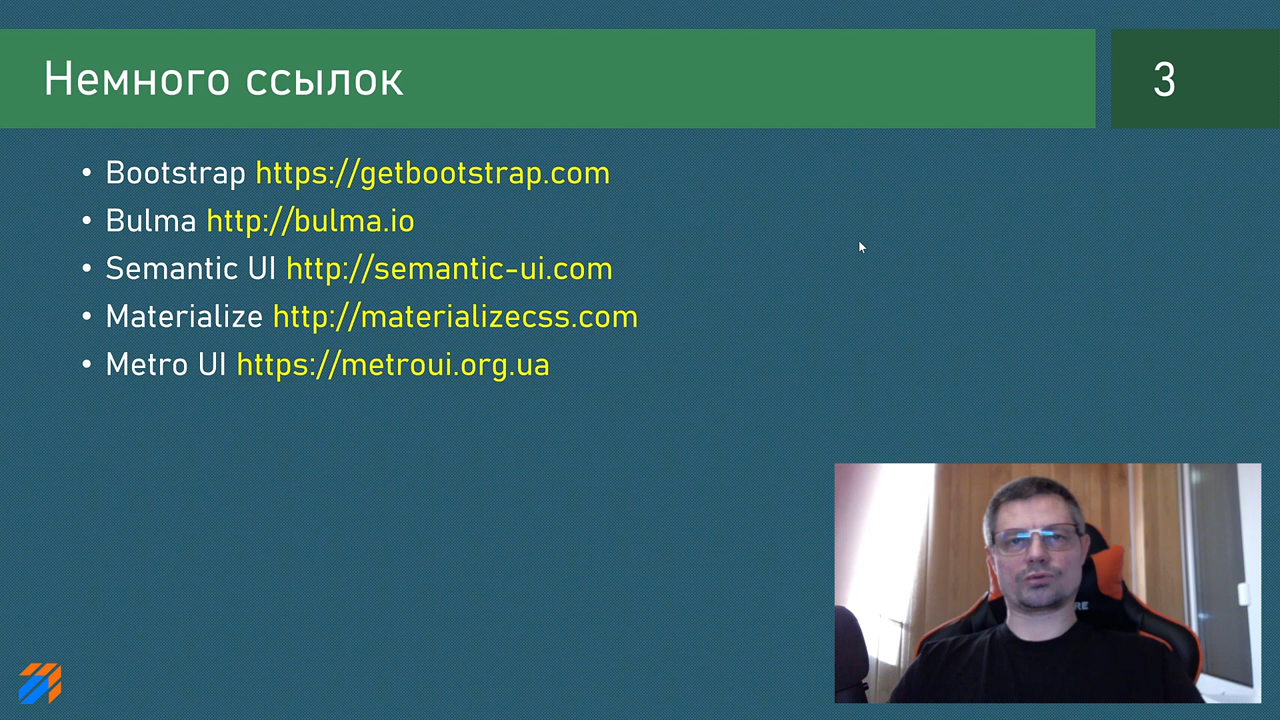 Немного ссылок
3
• Bootstrap https://getbootstrap.com
• Bulma http://bulma.io
• Semantic UI http://semantic-ui.com
• Materialize http://materializecss.com
• Metro UI https://metroui.org.ua
RE